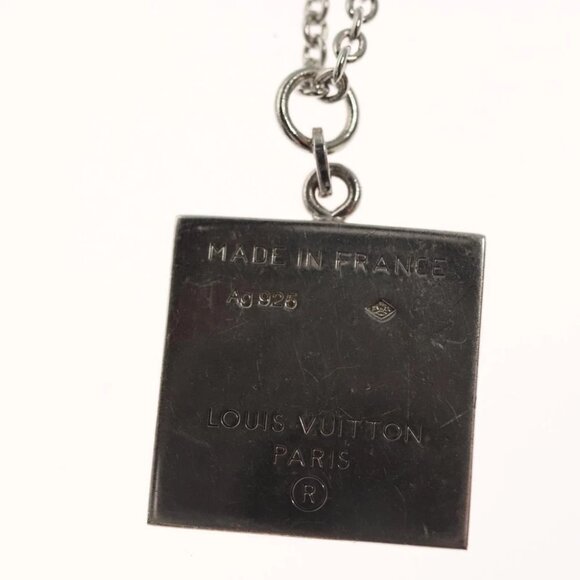 MADE IN FRANCE
Ag 925
LOUIS VUITTON
PARIS
®